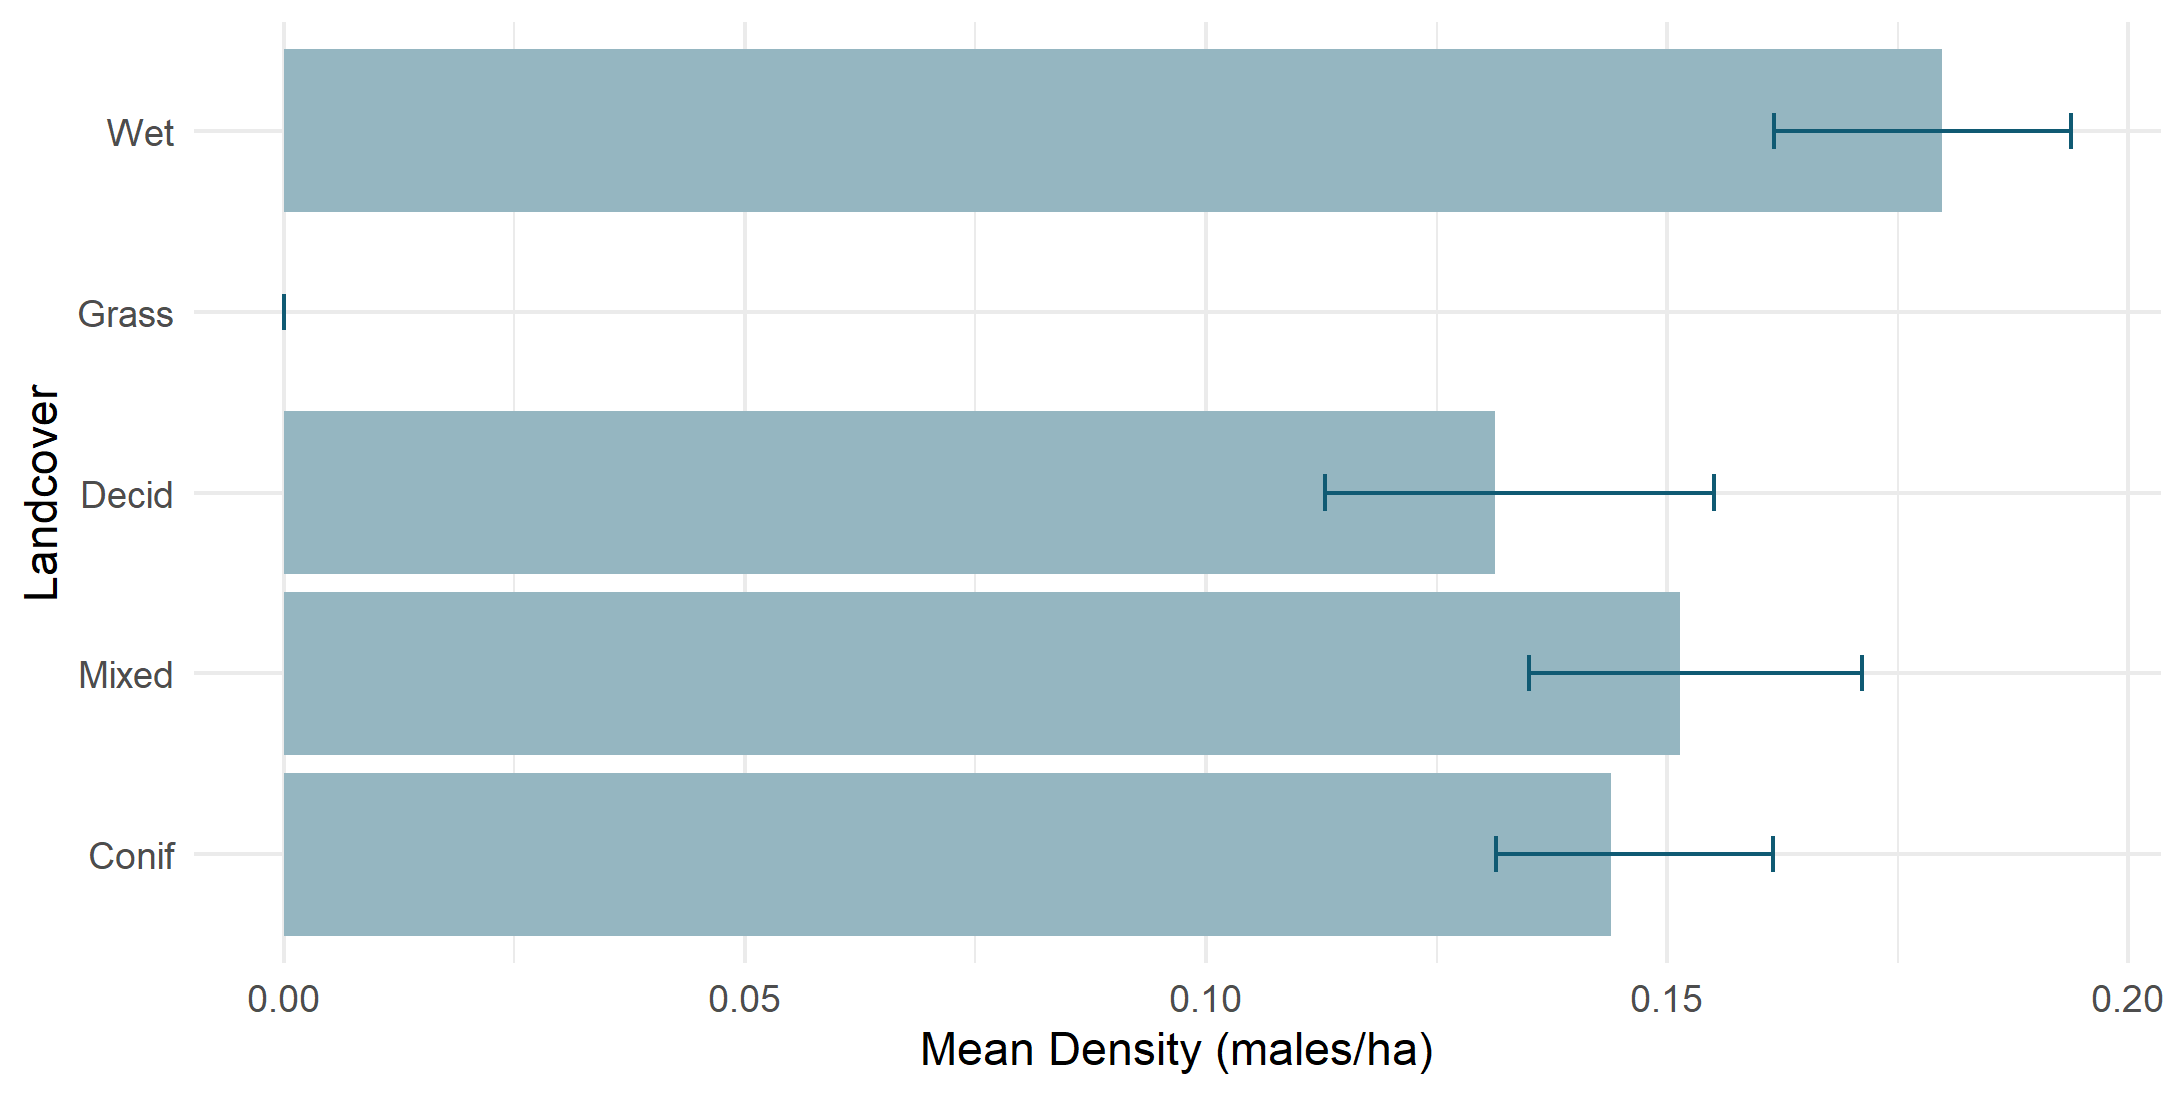 Landcover
Wet
Grass
Decid
Mixed
Conif
0.00 0.05 0.10 0.15 0.20
Mean Density (males/ha)